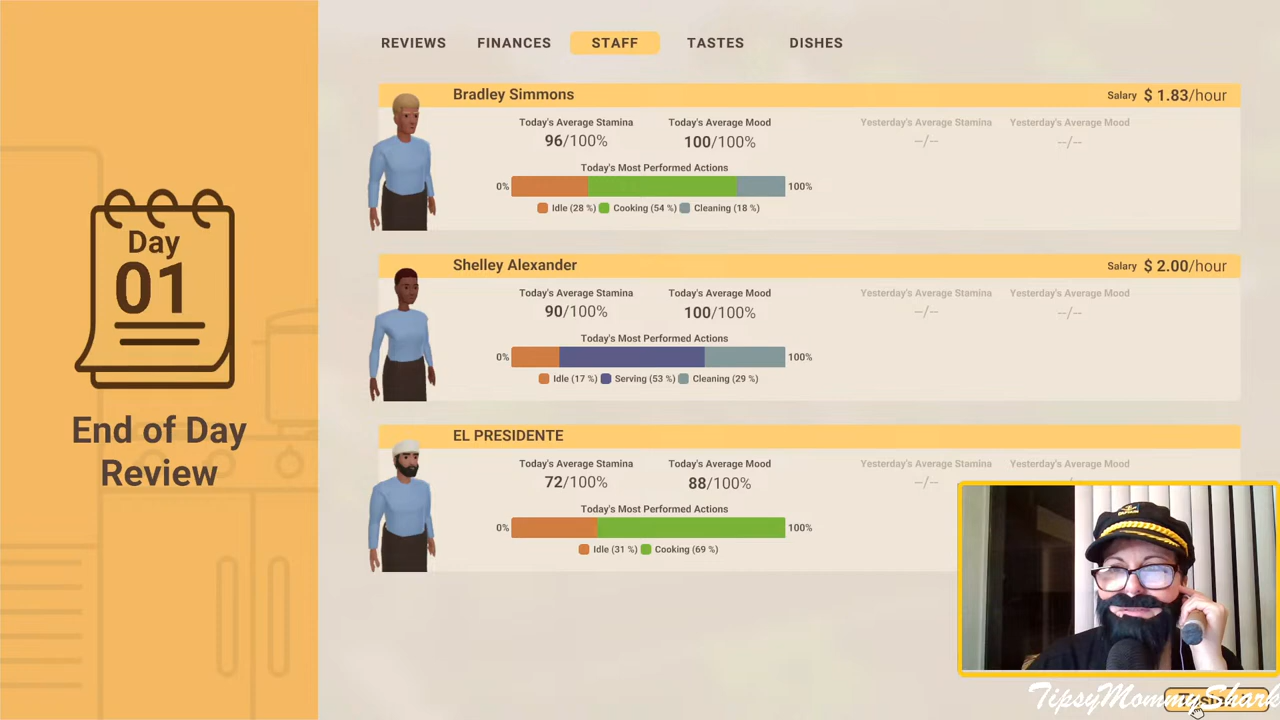 REVIEWS FINANCES STAFF TASTES DISHES
Day
01
End of Day
Review
Bradley Simmons Salary $ 1.83/hour
Today's Average Stamina Today's Average Mood Yesterday's Average Stamina Yesterday's Average Mood
96/100% 100/100% --/-- --/--
Today's Most Performed Actions
0% 100%
Idle (28 %) Cooking (54 %) Cleaning (18 %)
Shelley Alexander Salary $ 2.00/hour
Today's Average Stamina Today's Average Mood Yesterday's Average Stamina Yesterday's Average Mood
90/100% 100/100% --/-- --/--
Today's Most Performed Actions
0% 100%
Idle (17 %) Serving (53 %) Cleaning (29 %)
EL PRESIDENTE
Today's Average Stamina Today's Average Mood Yesterday's Average Stamina Yesterday's Average Mood
72/100% 88/100% --/--
Today's Most Performed Actions
0% 100%
Idle (31 %) Cooking (69 %)
TipsyMommyShark